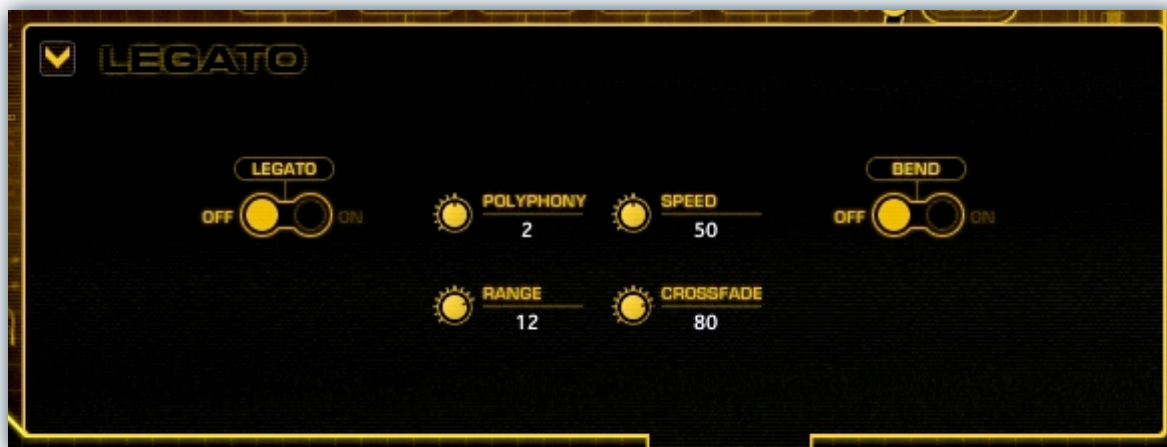 LEGATO
LEGATO
BEND
OFF
ON
POLYPHONY
2
SPEED
50
OFF
ON
RANGE
12
CROSSFADE
80